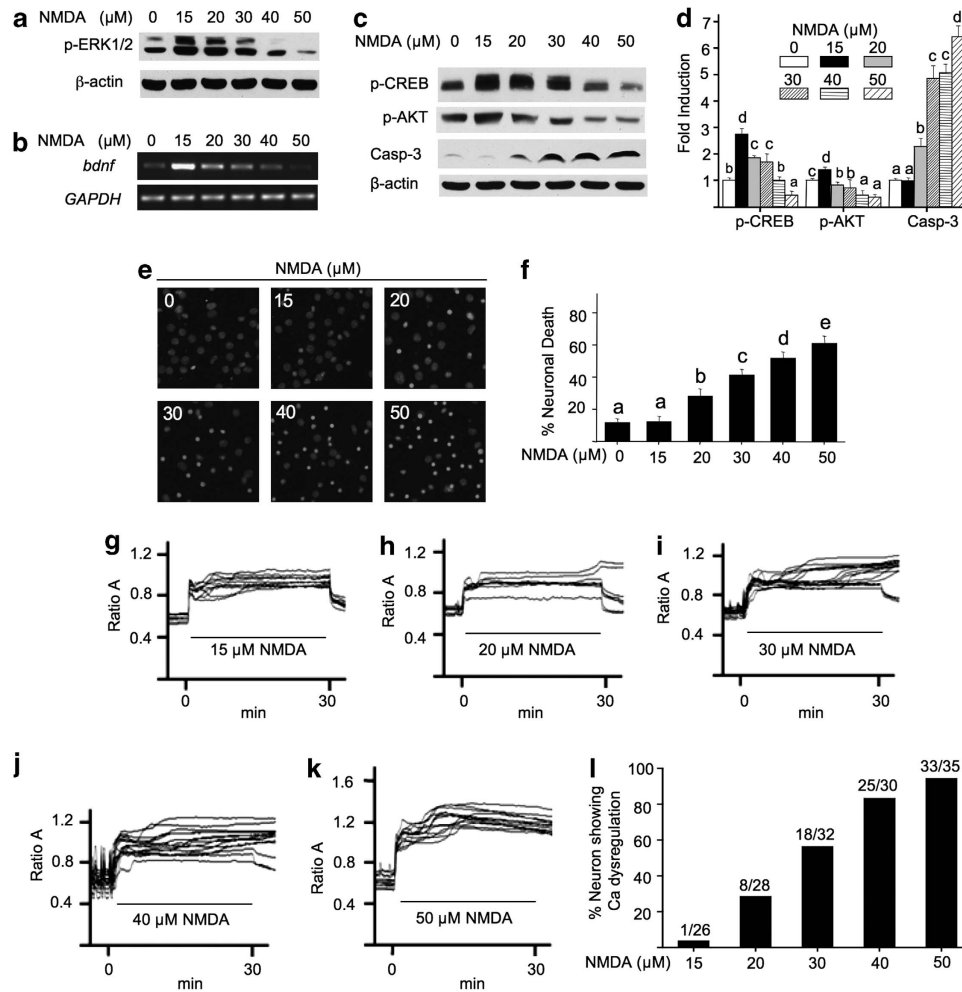 a
NMDA (µM)
0 15 20 30 40 50
p-ERK1/2
β-actin
b
NMDA (µM)
0 15 20 30 40 50
bdnf
GAPDH
c
NMDA (µM)
0 15 20 30 40 50
p-CREB
p-AKT
Casp-3
β-actin
d
NMDA (µM)
0 15 20
30 40 50
Fold Induction
7
6
5
4
3
2
1
b d c c b a
c d b b a a
a a b c c d
p-CREB p-AKT Casp-3
e
NMDA (µM)
0 15 20
30 40 50
f
% Neuronal Death
80
60
40
20
a a b c d e
NMDA (µM)
0 15 20 30 40 50
g
Ratio A
1.2
0.8
0.4
15 µM NMDA
0 30
min
h
Ratio A
1.2
0.8
0.4
20 µM NMDA
0 30
min
i
Ratio A
1.2
0.8
0.4
30 µM NMDA
0 30
min
j
Ratio A
1.2
0.8
0.4
40 µM NMDA
0 30
min
k
Ratio A
1.6
1.2
0.8
0.4
50 µM NMDA
0 30
min
l
% Neuron showing
Ca dysregulation
100
80
60
40
20
1/26 8/28 18/32 25/30 33/35
NMDA (µM) 15 20 30 40 50